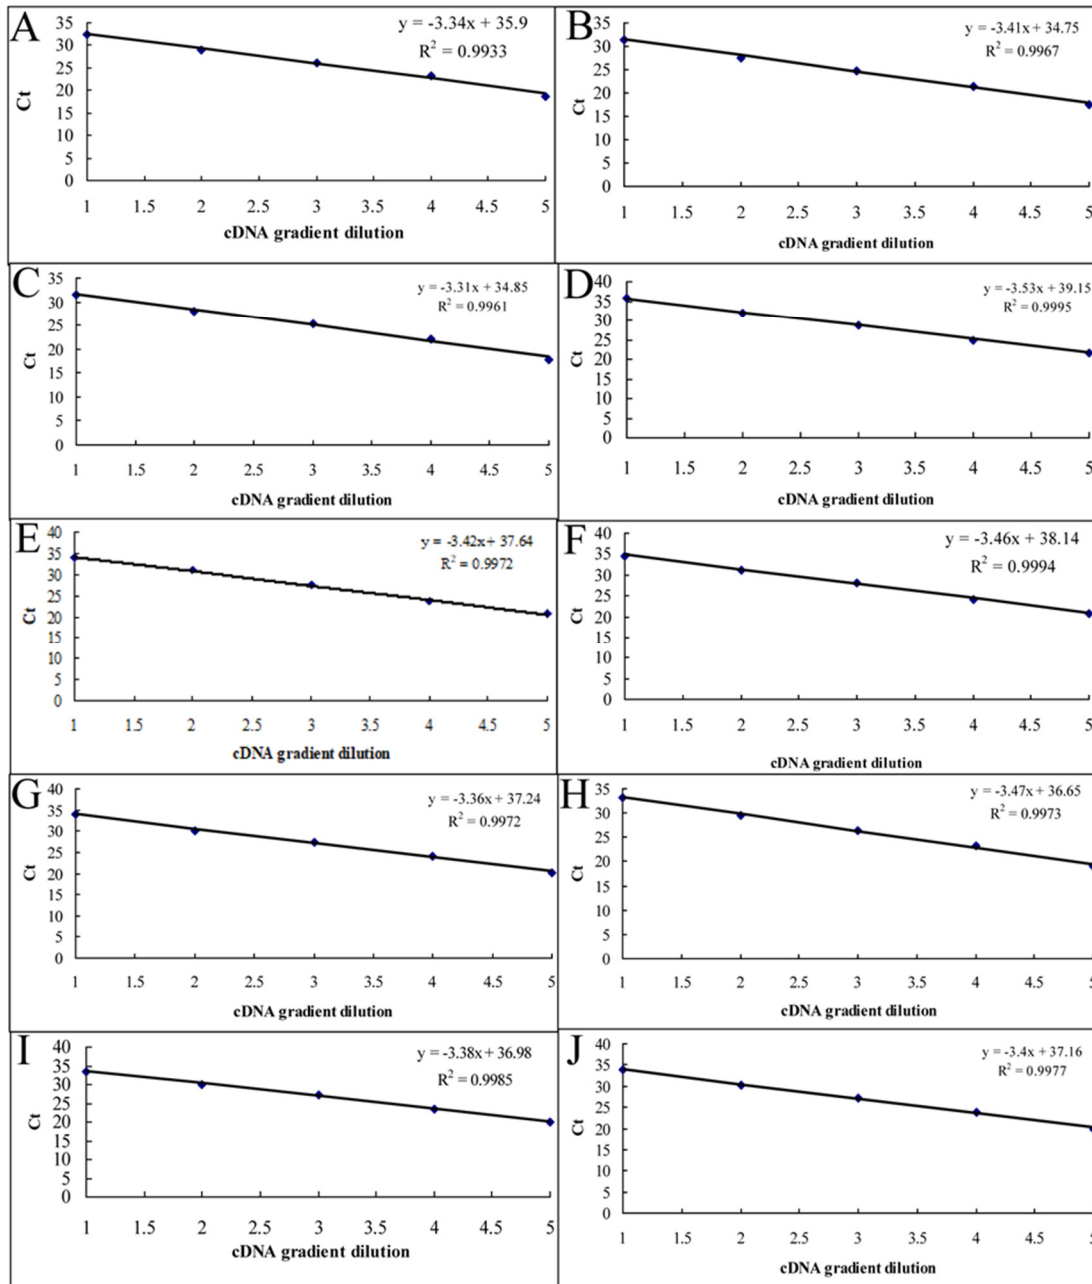 A
y = -3.34x + 35.9
R² = 0.9933
35
30
25
20
15
10
5
0
Ct
1 1.5 2 2.5 3 3.5 4 4.5 5
cDNA gradient dilution
B
y = -3.41x + 34.75
R² = 0.9967
35
30
25
20
15
10
5
0
Ct
1 1.5 2 2.5 3 3.5 4 4.5 5
cDNA gradient dilution
C
y = -3.31x + 34.85
R² = 0.9961
35
30
25
20
15
10
5
0
Ct
1 1.5 2 2.5 3 3.5 4 4.5 5
cDNA gradient dilution
D
y = -3.53x + 39.15
R² = 0.9995
40
35
30
25
20
15
10
5
0
Ct
1 1.5 2 2.5 3 3.5 4 4.5 5
cDNA gradient dilution
E
y = -3.42x + 37.64
R² = 0.9972
40
35
30
25
20
15
10
5
0
Ct
1 1.5 2 2.5 3 3.5 4 4.5 5
cDNA gradient dilution
F
y = -3.46x + 38.14
R² = 0.9994
40
35
30
25
20
15
10
5
0
Ct
1 1.5 2 2.5 3 3.5 4 4.5 5
cDNA gradient dilution
G
y = -3.36x + 37.24
R² = 0.9972
40
35
30
25
20
15
10
5
0
Ct
1 1.5 2 2.5 3 3.5 4 4.5 5
cDNA gradient dilution
H
y = -3.47x + 36.65
R² = 0.9973
35
30
25
20
15
10
5
0
Ct
1 1.5 2 2.5 3 3.5 4 4.5 5
cDNA gradient dilution
I
y = -3.38x + 36.98
R² = 0.9985
40
35
30
25
20
15
10
5
0
Ct
1 1.5 2 2.5 3 3.5 4 4.5 5
cDNA gradient dilution
J
y = -3.4x + 37.16
R² = 0.9977
40
35
30
25
20
15
10
5
0
Ct
1 1.5 2 2.5 3 3.5 4 4.5 5
cDNA gradient dilution